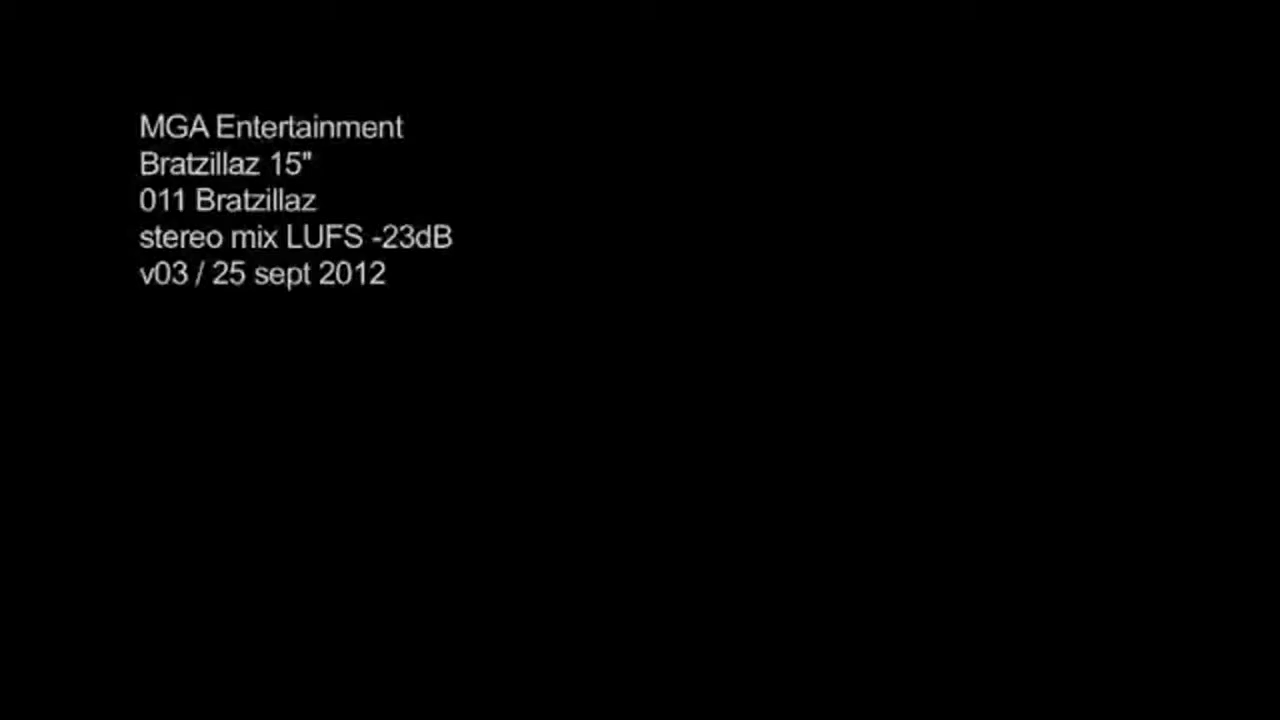 MGA Entertainment
Bratzillaz 15"
011 Bratzillaz
stereo mix LUFS -23dB
v03 / 25 sept 2012